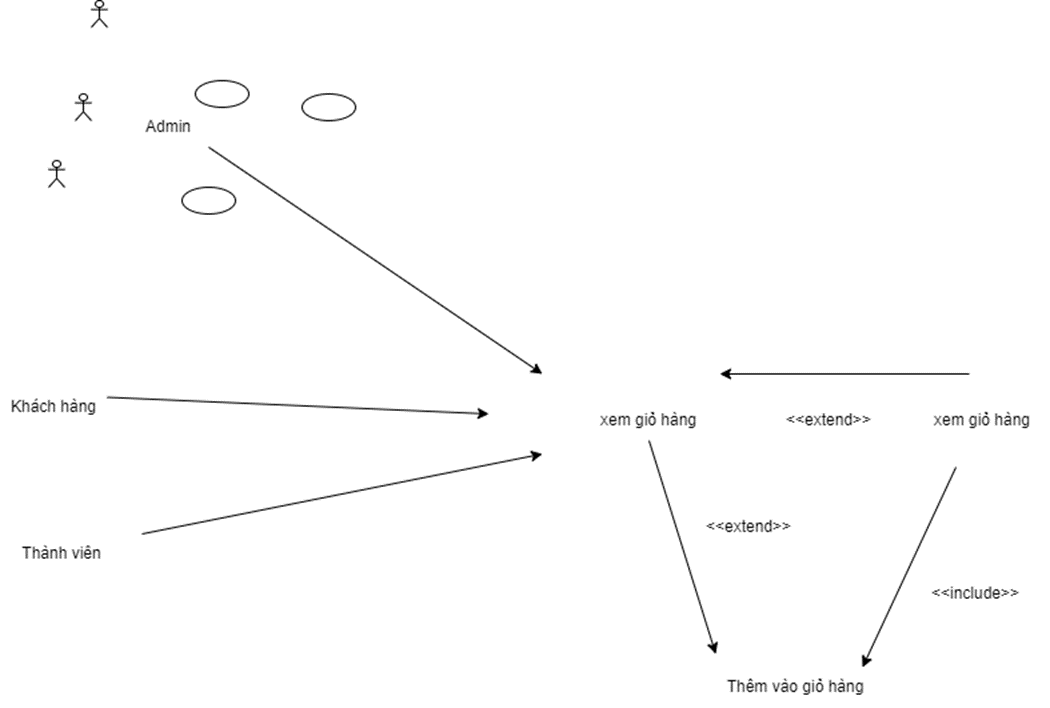 Admin
Khách hàng
xem giỏ hàng
<<extend>>
xem giỏ hàng
<<extend>>
Thành viên
<<include>>
Thêm vào giỏ hàng